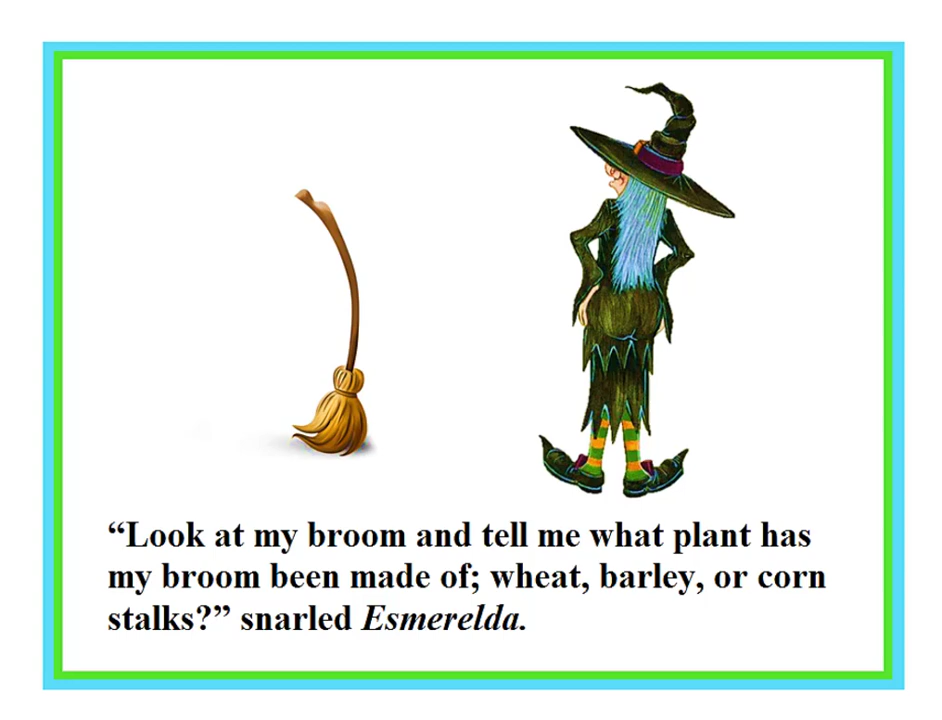 “Look at my broom and tell me what plant has
my broom been made of; wheat, barley, or corn
stalks?” snarled Esmerelda.